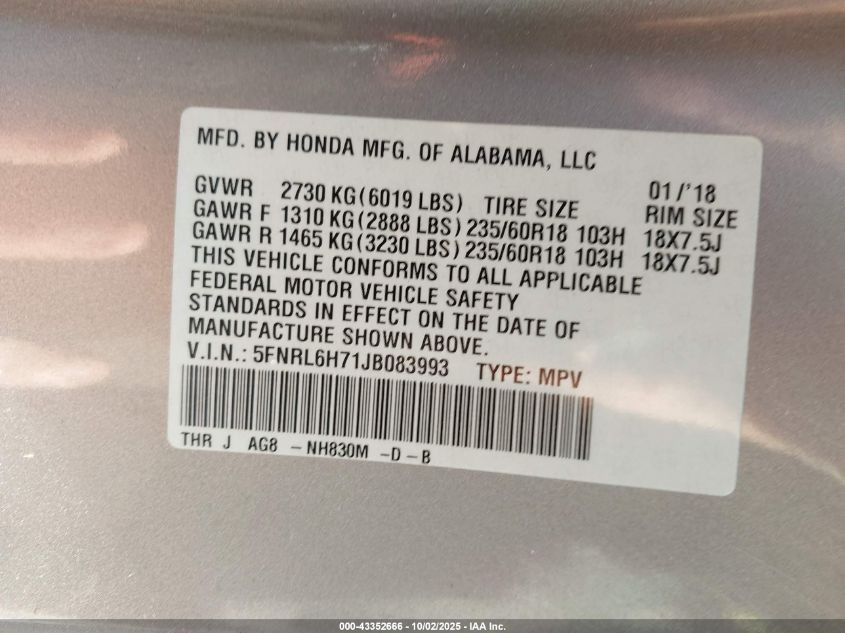 MFD. BY HONDA MFG. OF ALABAMA, LLC
01/'18
GVWR 2730 KG (6019 LBS) TIRE SIZE RIM SIZE
GAWR F 1310 KG (2888 LBS) 235/60R18 103H 18X7.5J
GAWR R 1465 KG (3230 LBS) 235/60R18 103H 18X7.5J
THIS VEHICLE CONFORMS TO ALL APPLICABLE
FEDERAL MOTOR VEHICLE SAFETY
STANDARDS IN EFFECT ON THE DATE OF
MANUFACTURE SHOWN ABOVE.
V.I.N.: 5FNRL6H71JB083993 TYPE: MPV
THR J AG8 - NH830M - D - B
000-43352666 - 10/02/2025 - IAA Inc.